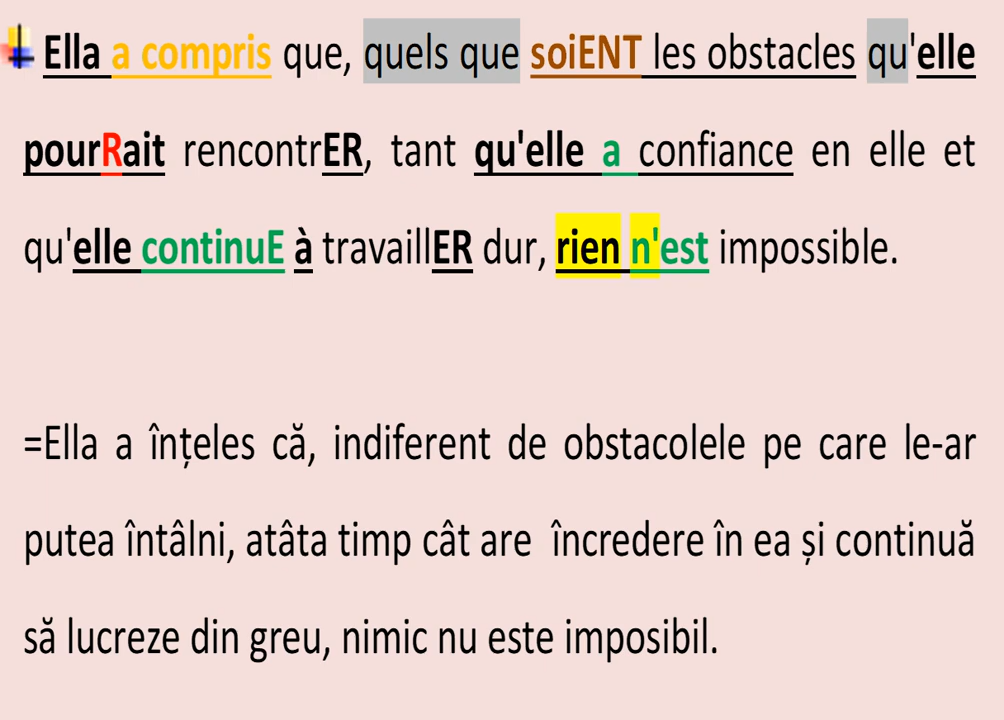 Ella a compris que, quels que soiENT les obstacles qu'elle
pourRait rencontrER, tant qu'elle a confiance en elle et
qu'elle continuE à travaillER dur, rien n'est impossible.
=Ella a înțeles că, indiferent de obstacolele pe care le-ar
putea întâlni, atâta timp cât are încredere în ea și continuă
să lucreze din greu, nimic nu este imposibil.